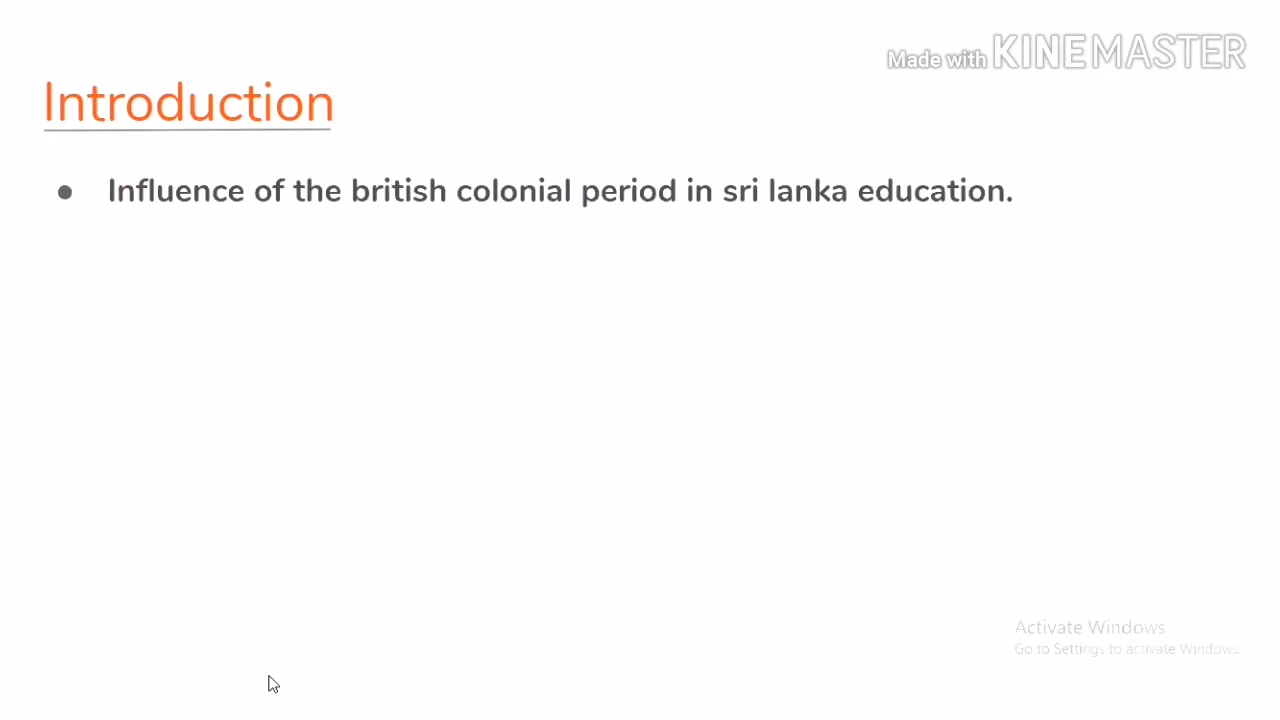 Made with KINEMASTER
Introduction
● Influence of the british colonial period in sri lanka education.
Activate Windows
Go to Settings to activate Windows.